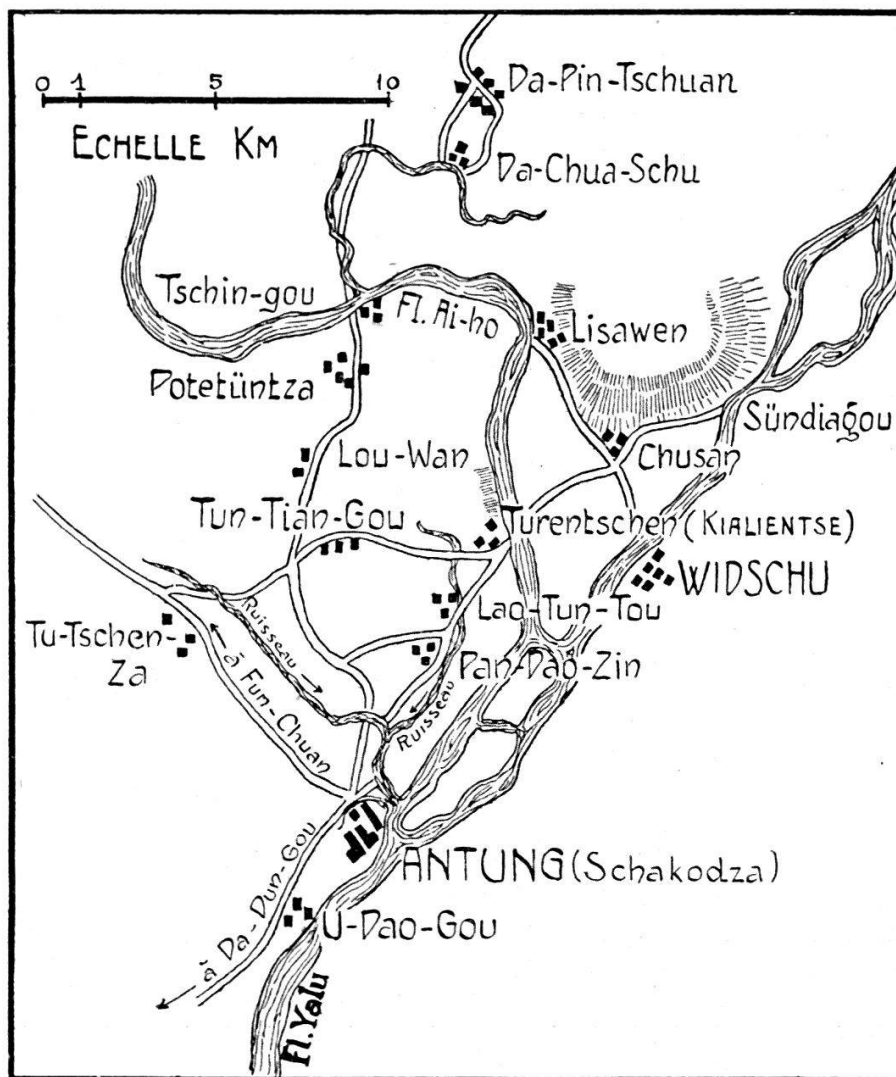 0 1 5 10
ECHELLE KM
Da-Pin-Tschuan
Da-Chua-Schu
Tschin-gou
Fl. Ai-ho
Lisawen
Potetüntza
Sündiagou
Lou-Wan
Chusan
Tun-Tian-Gou
Turentschen (KIALIENTSE)
WIDSCHU
Lao-Tun-Tou
Ruisseau
Tu-Tschen-
Za
Pan-Dao-Zin
à Fun-Chuan
Ruisseau
ANTUNG (Schakodza)
à Da-Dun-Gou
U-Dao-Gou
Fl. Yalu